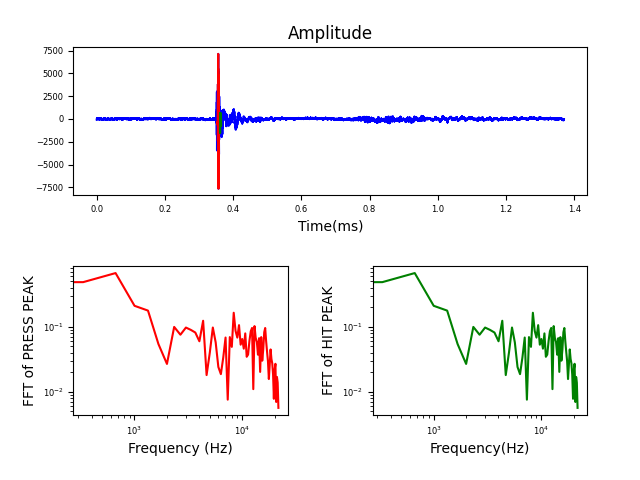 Amplitude
7500
5000
2500
0
−2500
−5000
−7500
0.0 0.2 0.4 0.6 0.8 1.0 1.2 1.4
Time(ms)
FFT of PRESS PEAK
10⁻¹
10⁻²
10³ 10⁴
Frequency (Hz)
FFT of HIT PEAK
10⁻¹
10⁻²
10³ 10⁴
Frequency(Hz)